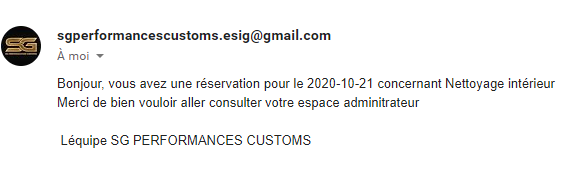 SG
sgperformancescustoms.esig@gmail.com
À moi
Bonjour, vous avez une réservation pour le 2020-10-21 concernant Nettoyage intérieur
Merci de bien vouloir aller consulter votre espace adminitrateur
Léquipe SG PERFORMANCES CUSTOMS